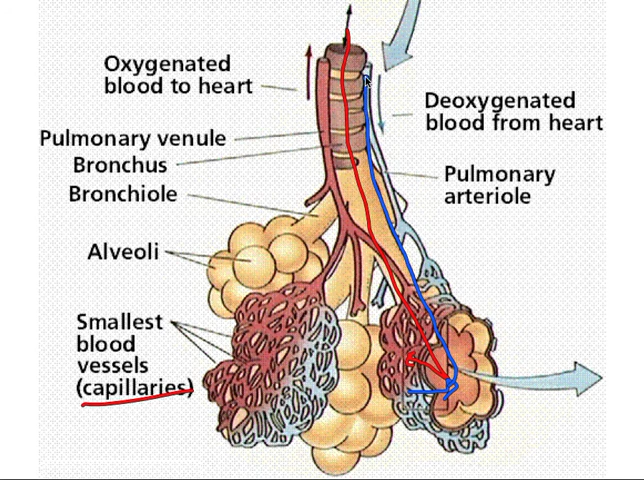 Oxygenated
blood to heart
Deoxygenated
blood from heart
Pulmonary venule
Bronchus
Bronchiole
Pulmonary
arteriole
Alveoli
Smallest
blood
vessels
(capillaries)